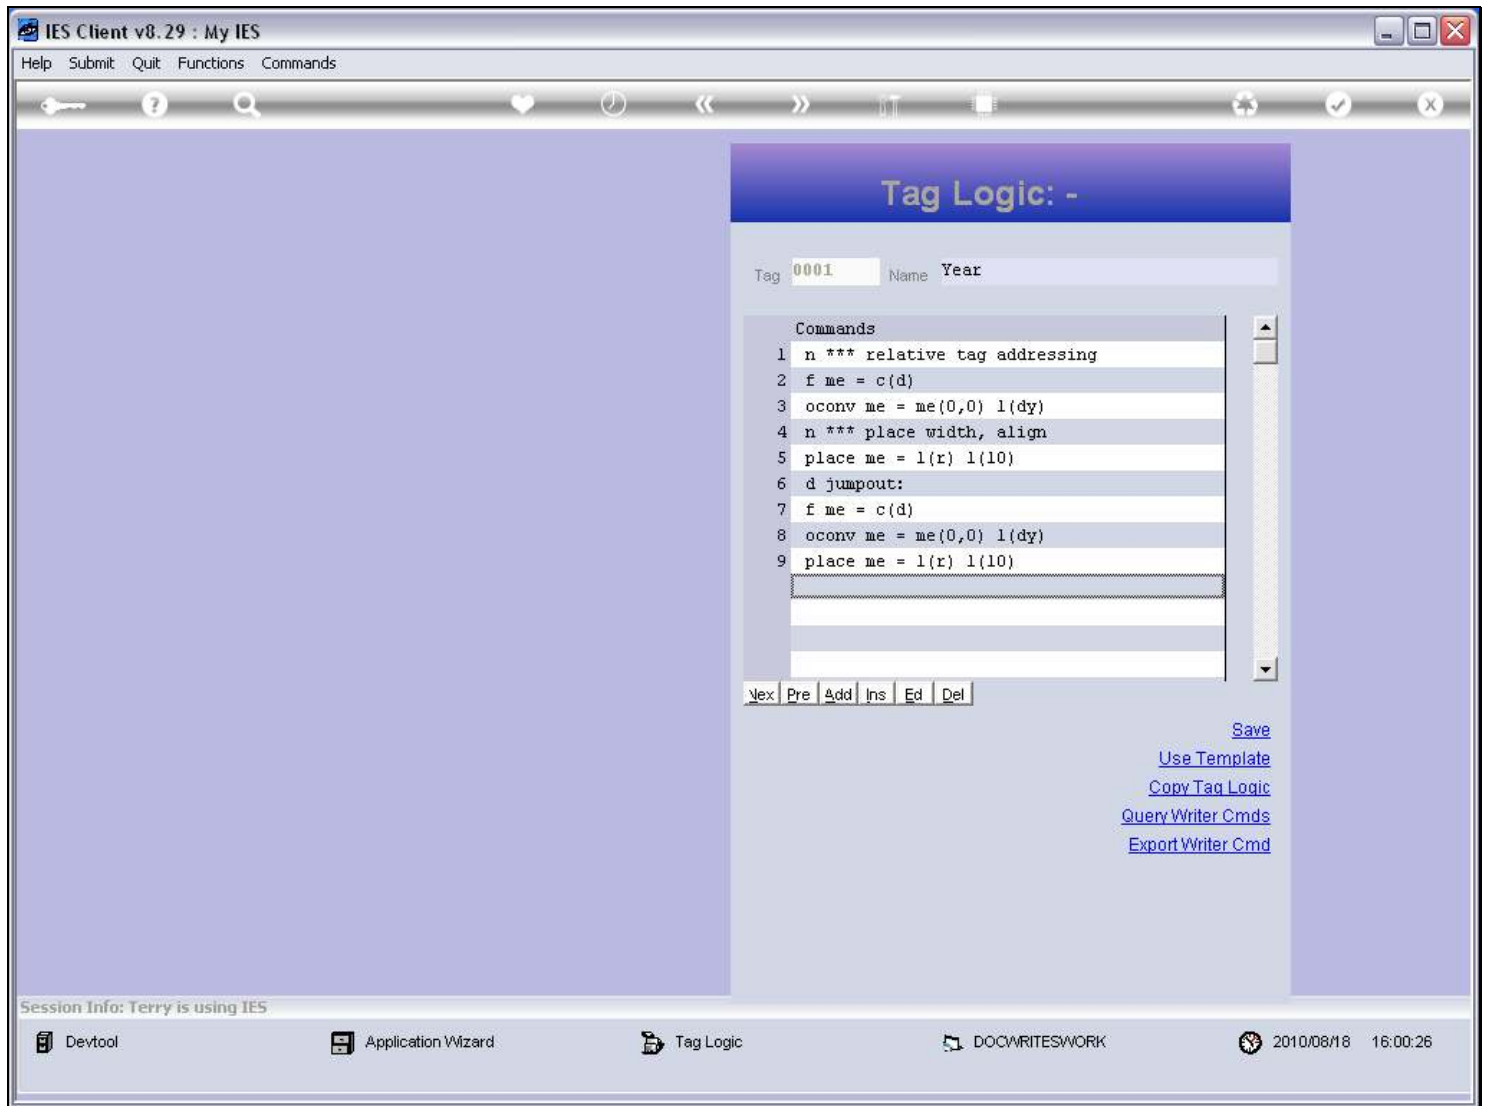 IES Client v8.29 : My IES
Help Submit Quit Functions Commands
Tag Logic: -
Tag 0001 Name Year
Commands
1 n *** relative tag addressing
2 f me = c(d)
3 oconv me = me(0,0) l(dy)
4 n *** place width, align
5 place me = l(r) l(10)
6 d jumpout:
7 f me = c(d)
8 oconv me = me(0,0) l(dy)
9 place me = l(r) l(10)
Nex Pre Add Ins Ed Del
Save
Use Template
Copy Tag Logic
Query Writer Cmds
Export Writer Cmd
Session Info: Terry is using IES
Devtool Application Wizard Tag Logic DOCWRITESWORK 2010/08/18 16:00:26